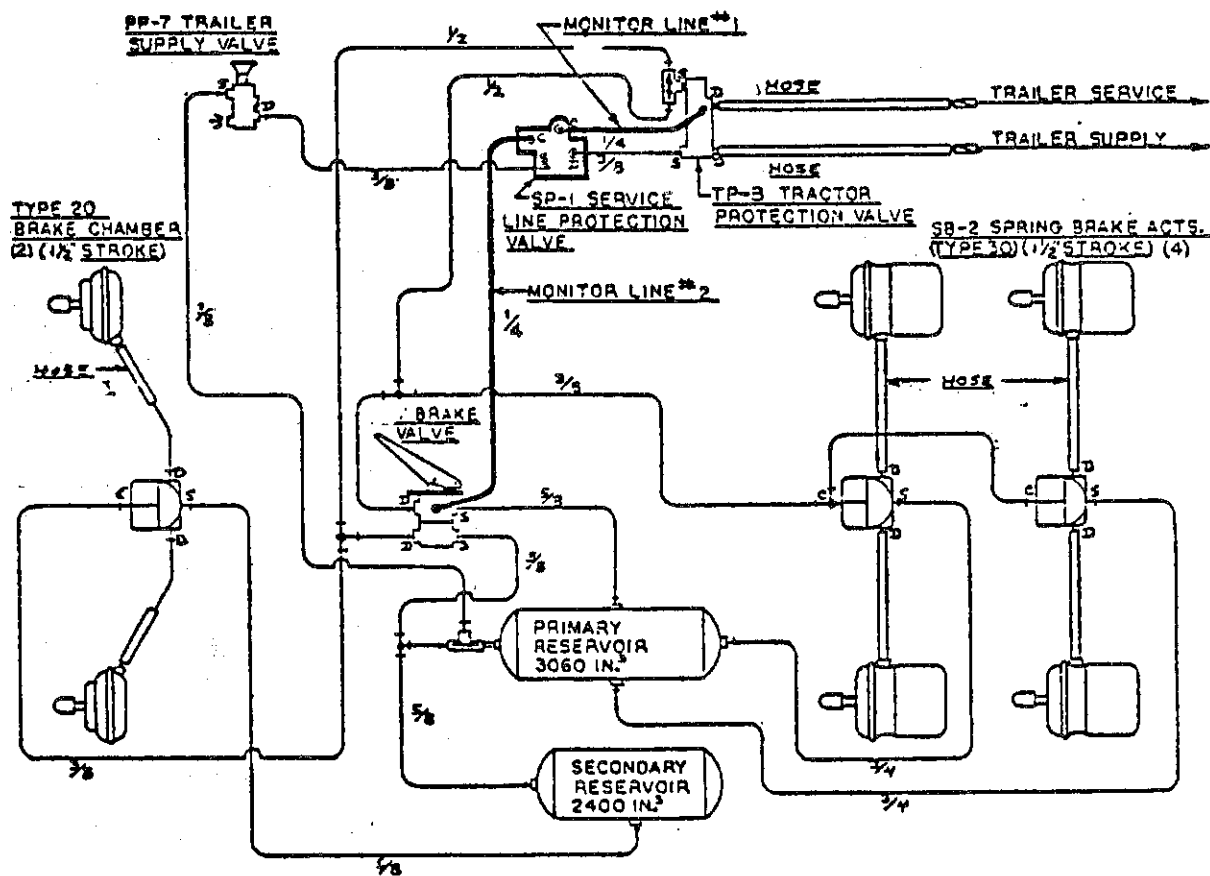 PP-7 TRAILER
SUPPLY VALVE
1/2
MONITOR LINE #1
1/2
S
D
HOSE
TRAILER SERVICE
C
1/4
3/8
TRAILER SUPPLY
HOSE
3/8
SP-1 SERVICE
LINE PROTECTION
VALVE
TP-3 TRACTOR
PROTECTION VALVE
TYPE 20
BRAKE CHAMBER
(2) (1½" STROKE)
SB-2 SPRING BRAKE ACTS.
(TYPE 30) (1½" STROKE) (4)
MONITOR LINE #2
1/4
3/8
HOSE
3/8
HOSE
BRAKE
VALVE
D
C
S
D
D
S
D
5/8
C
D
S
D
C
D
S
D
5/8
PRIMARY
RESERVOIR
3060 IN.³
5/8
3/8
SECONDARY
RESERVOIR
2400 IN.³
3/4
3/4
5/8